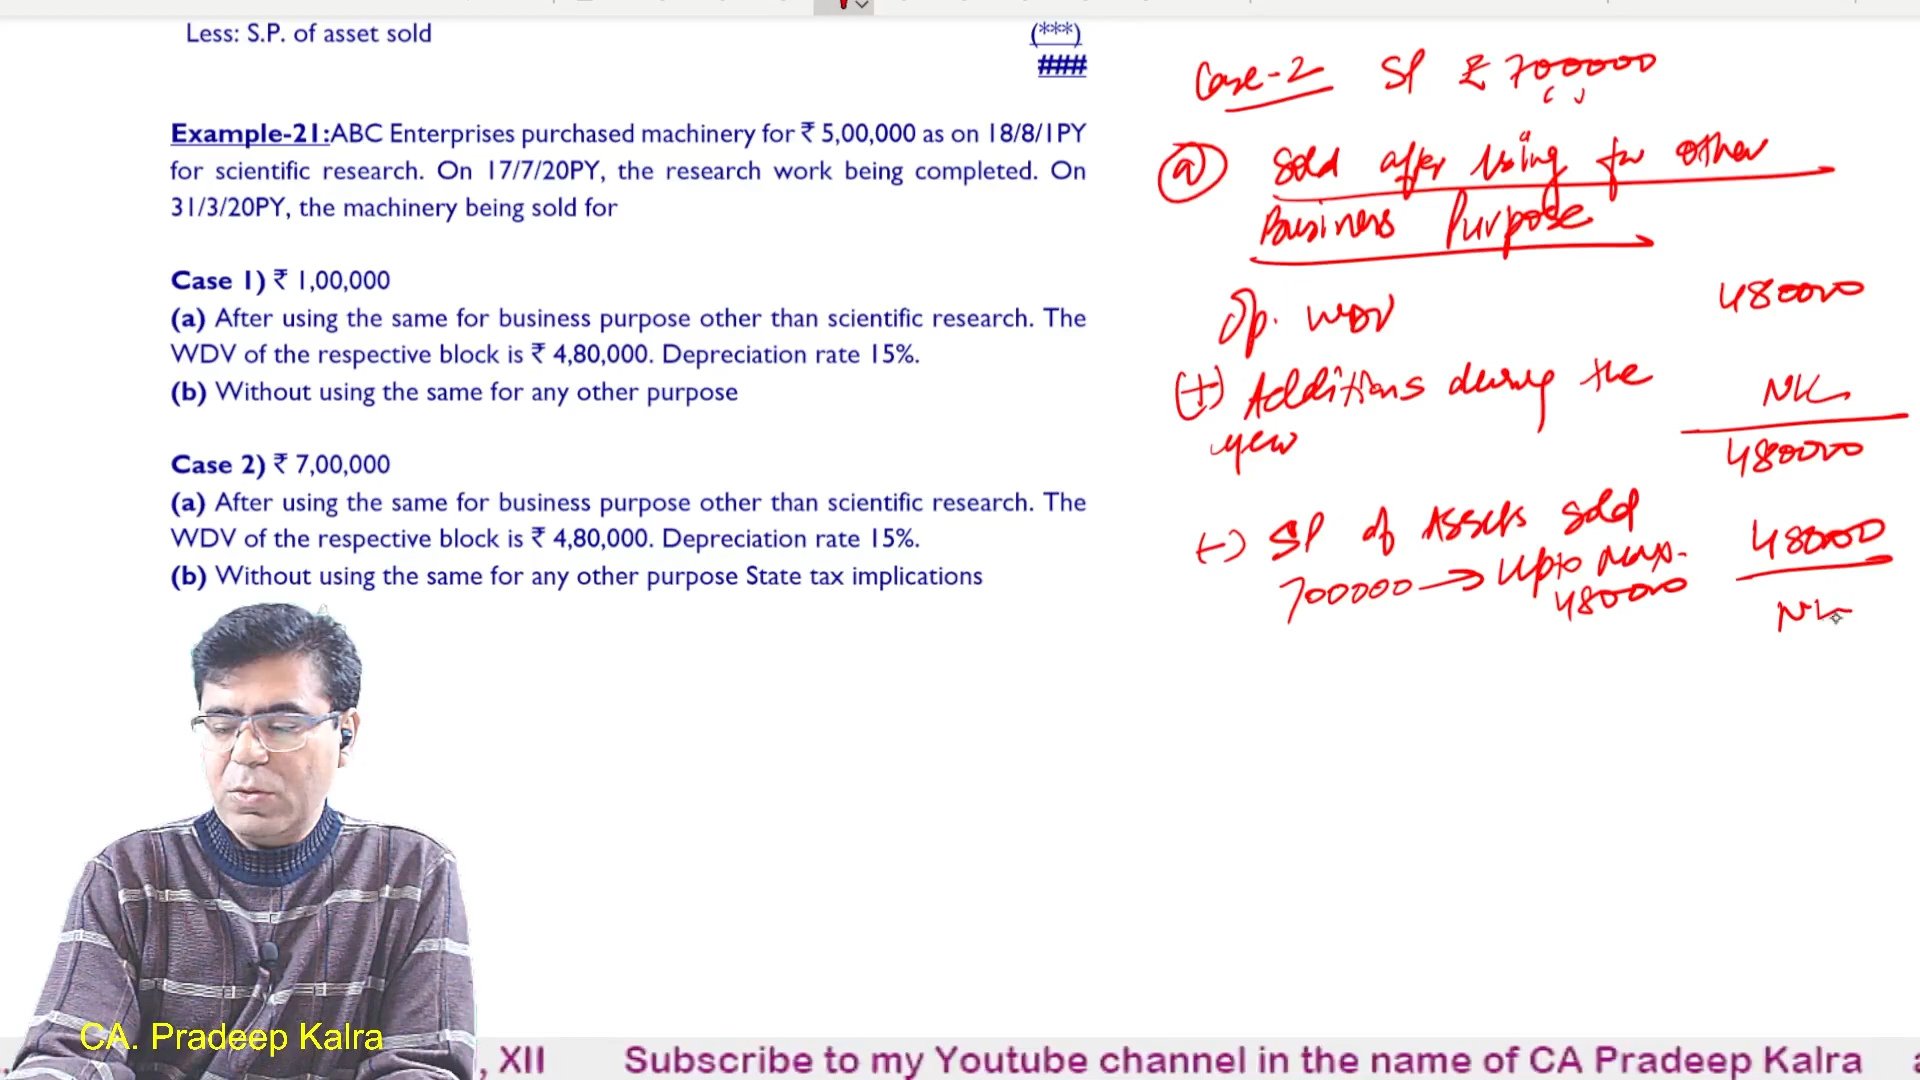 Less: S.P. of asset sold (***)
###
Example-21:ABC Enterprises purchased machinery for ₹ 5,00,000 as on 18/8/1PY
for scientific research. On 17/7/20PY, the research work being completed. On
31/3/20PY, the machinery being sold for
Case 1) ₹ 1,00,000
(a) After using the same for business purpose other than scientific research. The
WDV of the respective block is ₹ 4,80,000. Depreciation rate 15%.
(b) Without using the same for any other purpose
Case 2) ₹ 7,00,000
(a) After using the same for business purpose other than scientific research. The
WDV of the respective block is ₹ 4,80,000. Depreciation rate 15%.
(b) Without using the same for any other purpose State tax implications
Case-2 SP ₹ 700000
(a) Sold after using for other
Business Purpose
Op. WDV 480000
(+) Additions during the
year NIL
480000
(-) SP of Assets sold 480000
700000 → upto max.
480000
NIL
CA. Pradeep Kalra
, XII Subscribe to my Youtube channel in the name of CA Pradeep Kalra